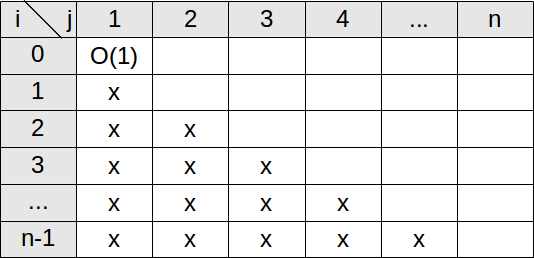 i j 1 2 3 4 ... n
0 O(1)
1 x
2 x x
3 x x x
... x x x x
n-1 x x x x x